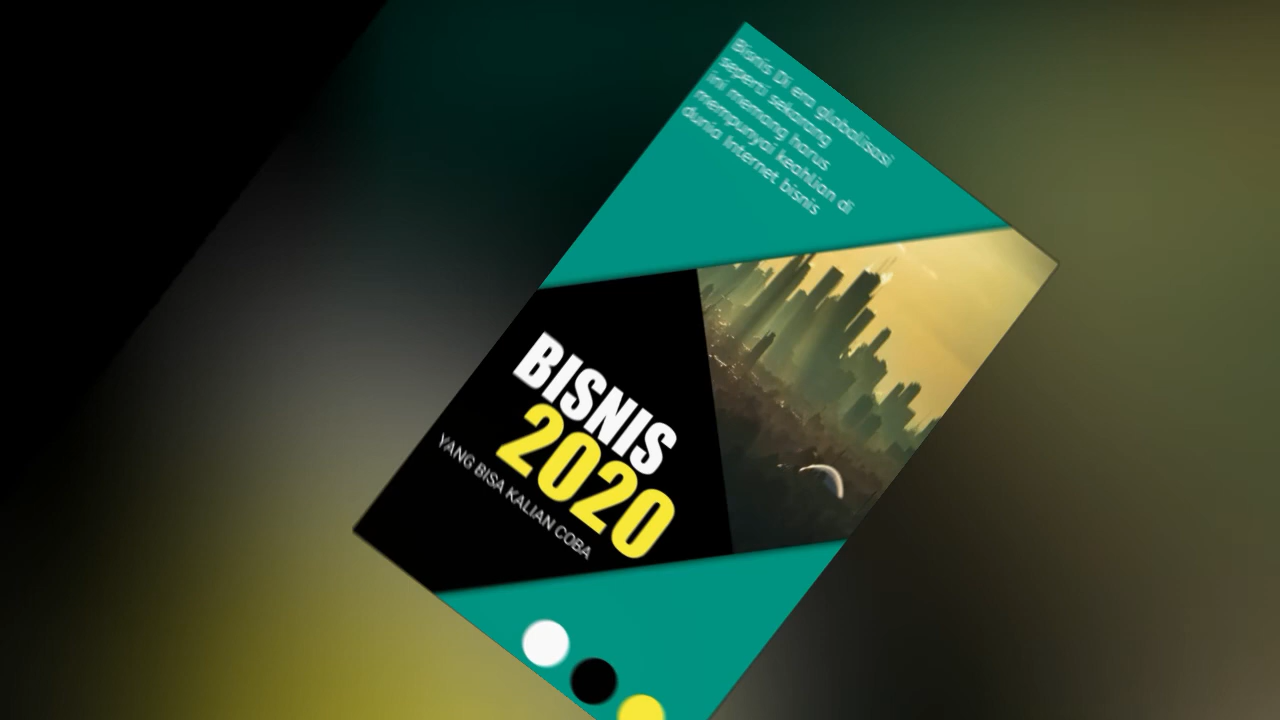 Bisnis Di era globalisasi
seperti sekarang
ini memang harus
mempunyai keahlian di
dunia Internet bisnis
BISNIS
2020
YANG BISA KALIAN COBA